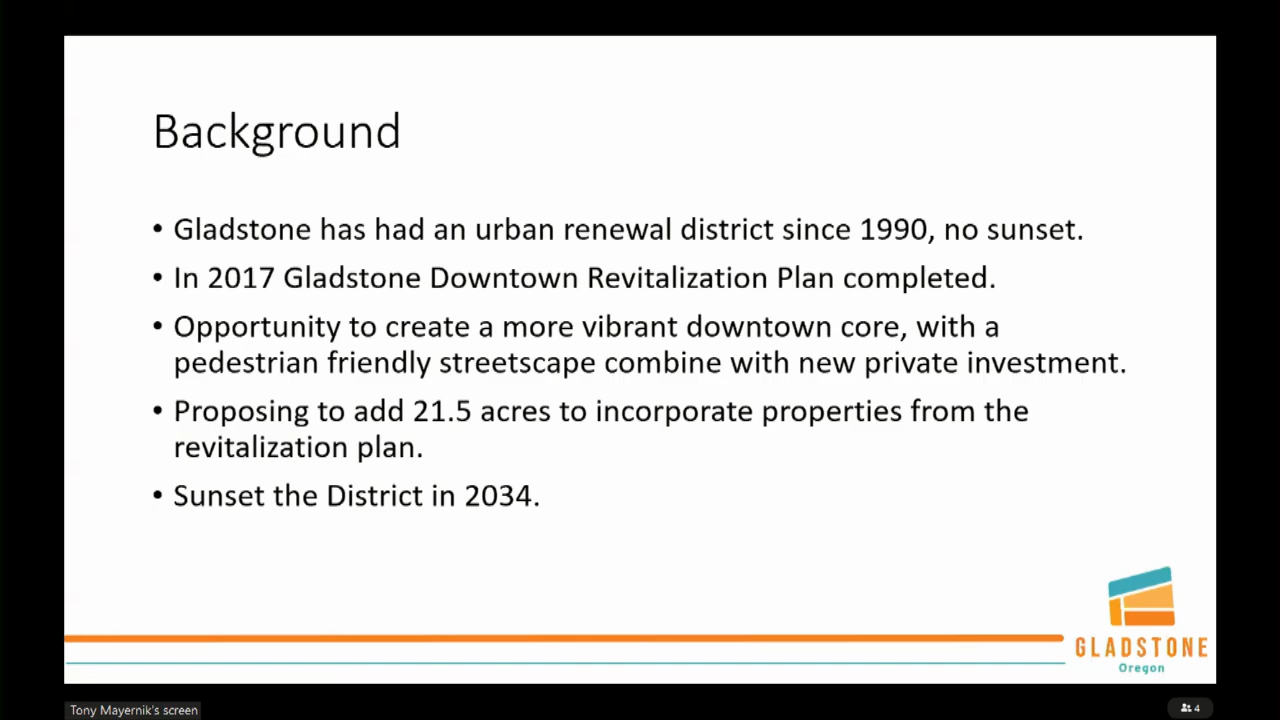 Background
• Gladstone has had an urban renewal district since 1990, no sunset.
• In 2017 Gladstone Downtown Revitalization Plan completed.
• Opportunity to create a more vibrant downtown core, with a
pedestrian friendly streetscape combine with new private investment.
• Proposing to add 21.5 acres to incorporate properties from the
revitalization plan.
• Sunset the District in 2034.
GLADSTONE
Oregon
Tony Mayernik's screen
4